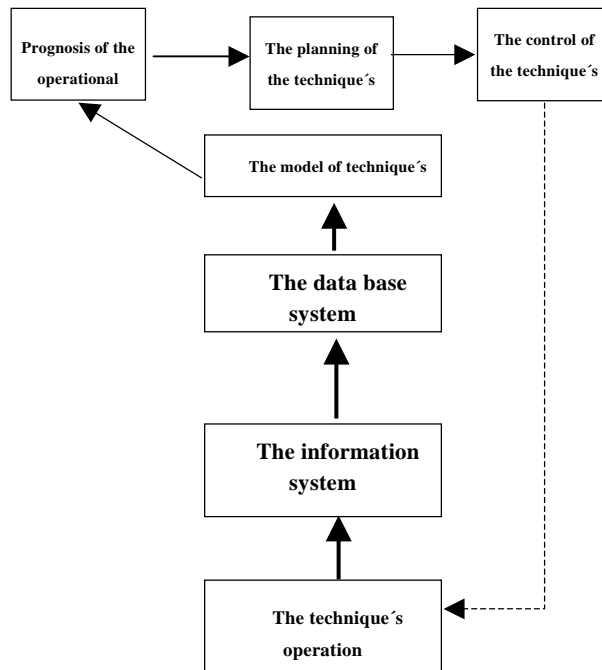 Prognosis of the
operational
The planning of
the technique´s
The control of
the technique´s
The model of technique´s
The data base
system
The information
system
The technique´s
operation